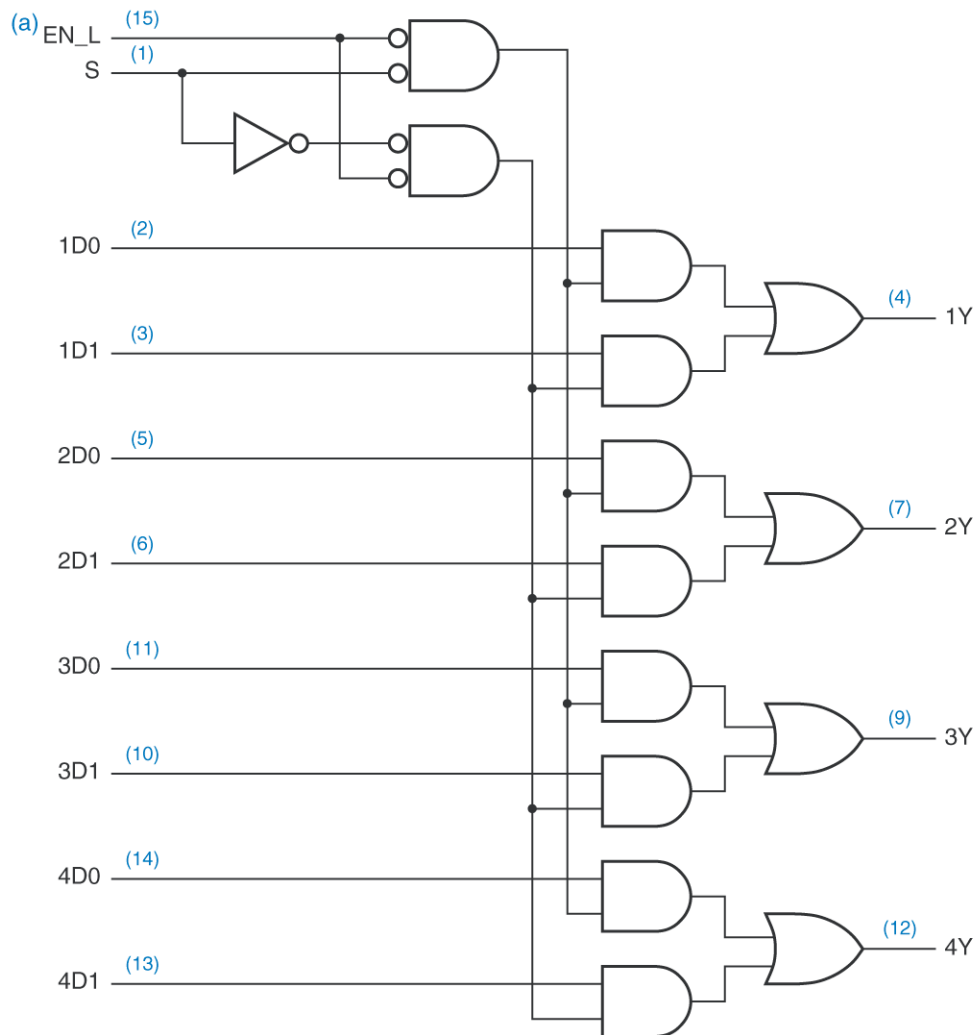 (a) EN_L (15)
S (1)
1D0 (2)
(4) 1Y
1D1 (3)
2D0 (5)
(7) 2Y
2D1 (6)
3D0 (11)
(9) 3Y
3D1 (10)
4D0 (14)
(12) 4Y
4D1 (13)